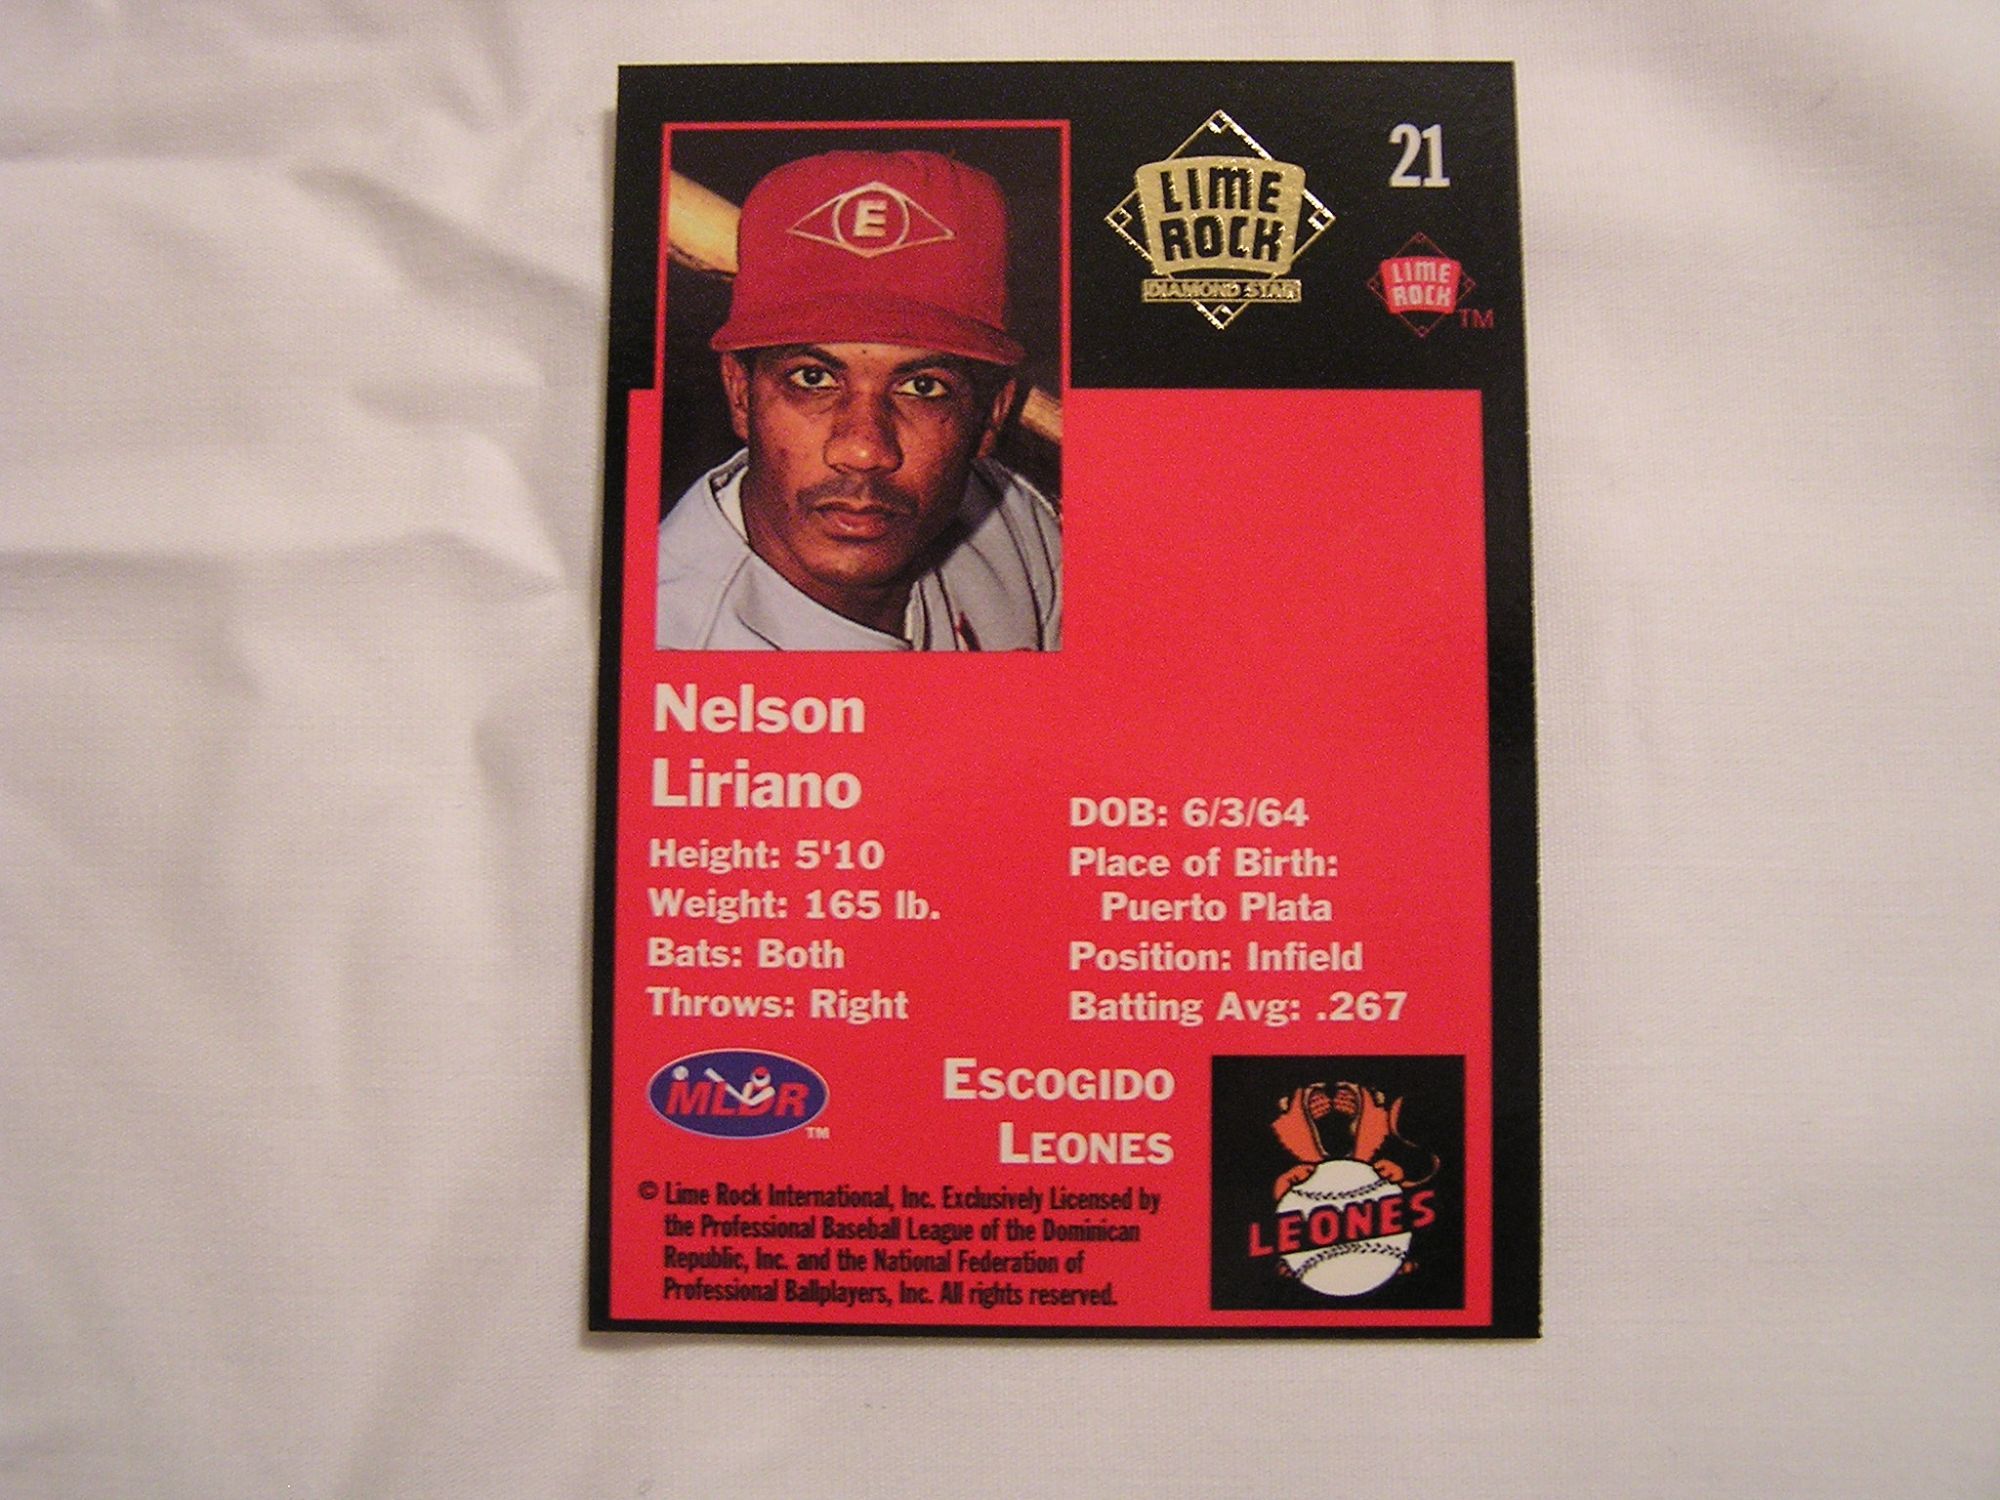 E
LIME
ROCK
DIAMOND STAR
21
LIME
ROCK
TM
Nelson
Liriano
Height: 5'10
Weight: 165 lb.
Bats: Both
Throws: Right
DOB: 6/3/64
Place of Birth:
Puerto Plata
Position: Infield
Batting Avg: .267
MLDR
TM
ESCOGIDO
LEONES
LEONES
© Lime Rock International, Inc. Exclusively Licensed by
the Professional Baseball League of the Dominican
Republic, Inc. and the National Federation of
Professional Ballplayers, Inc. All rights reserved.